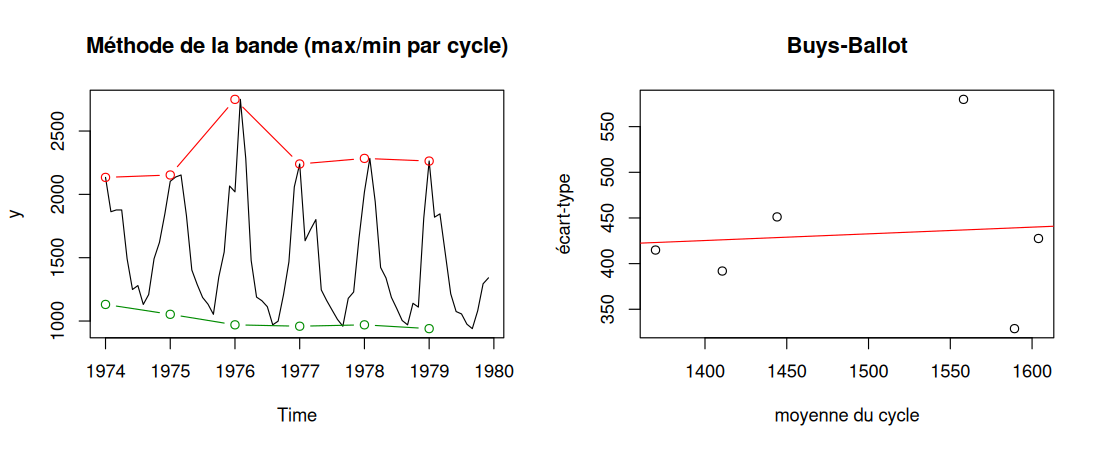 Méthode de la bande (max/min par cycle)
y
1000 1500 2000 2500
1974 1975 1976 1977 1978 1979 1980
Time
Buys-Ballot
écart-type
350 400 450 500 550
1400 1450 1500 1550 1600
moyenne du cycle